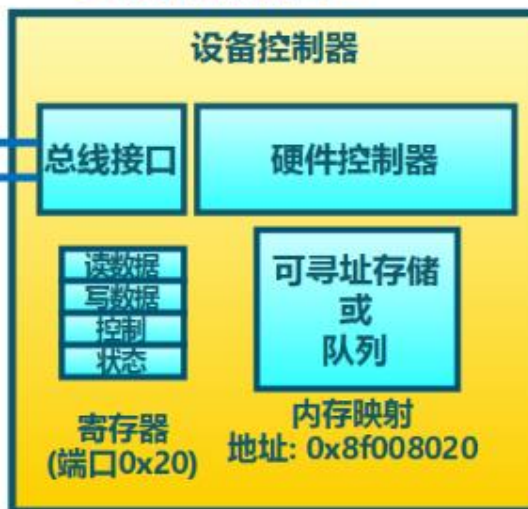 设备控制器
总线接口
硬件控制器
读数据
写数据
控制
状态
可寻址存储
或
队列
寄存器
(端口0x20)
内存映射
地址: 0x8f008020